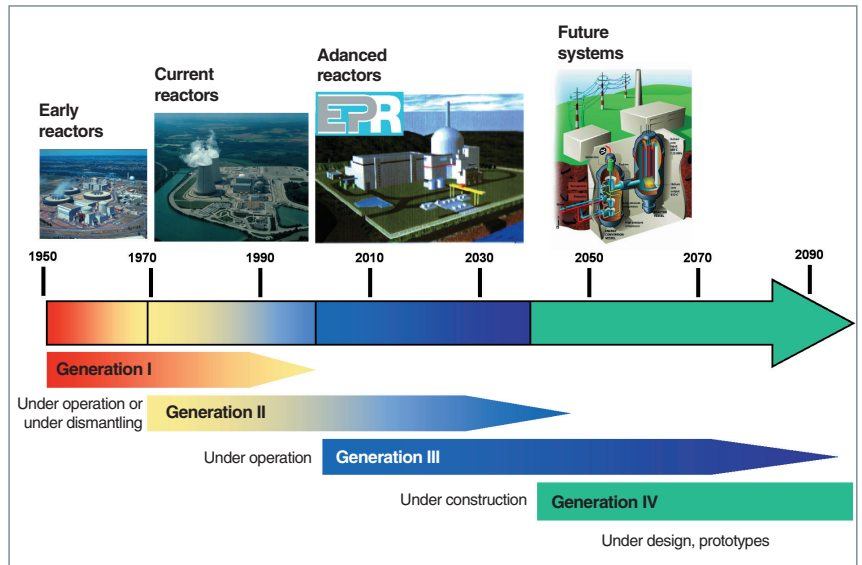 Early
reactors
Current
reactors
Adanced
reactors
Future
systems
EPR
1950
1970
1990
2010
2030
2050
2070
2090
Generation I
Under operation or
under dismantling
Generation II
Under operation
Generation III
Under construction
Generation IV
Under design, prototypes